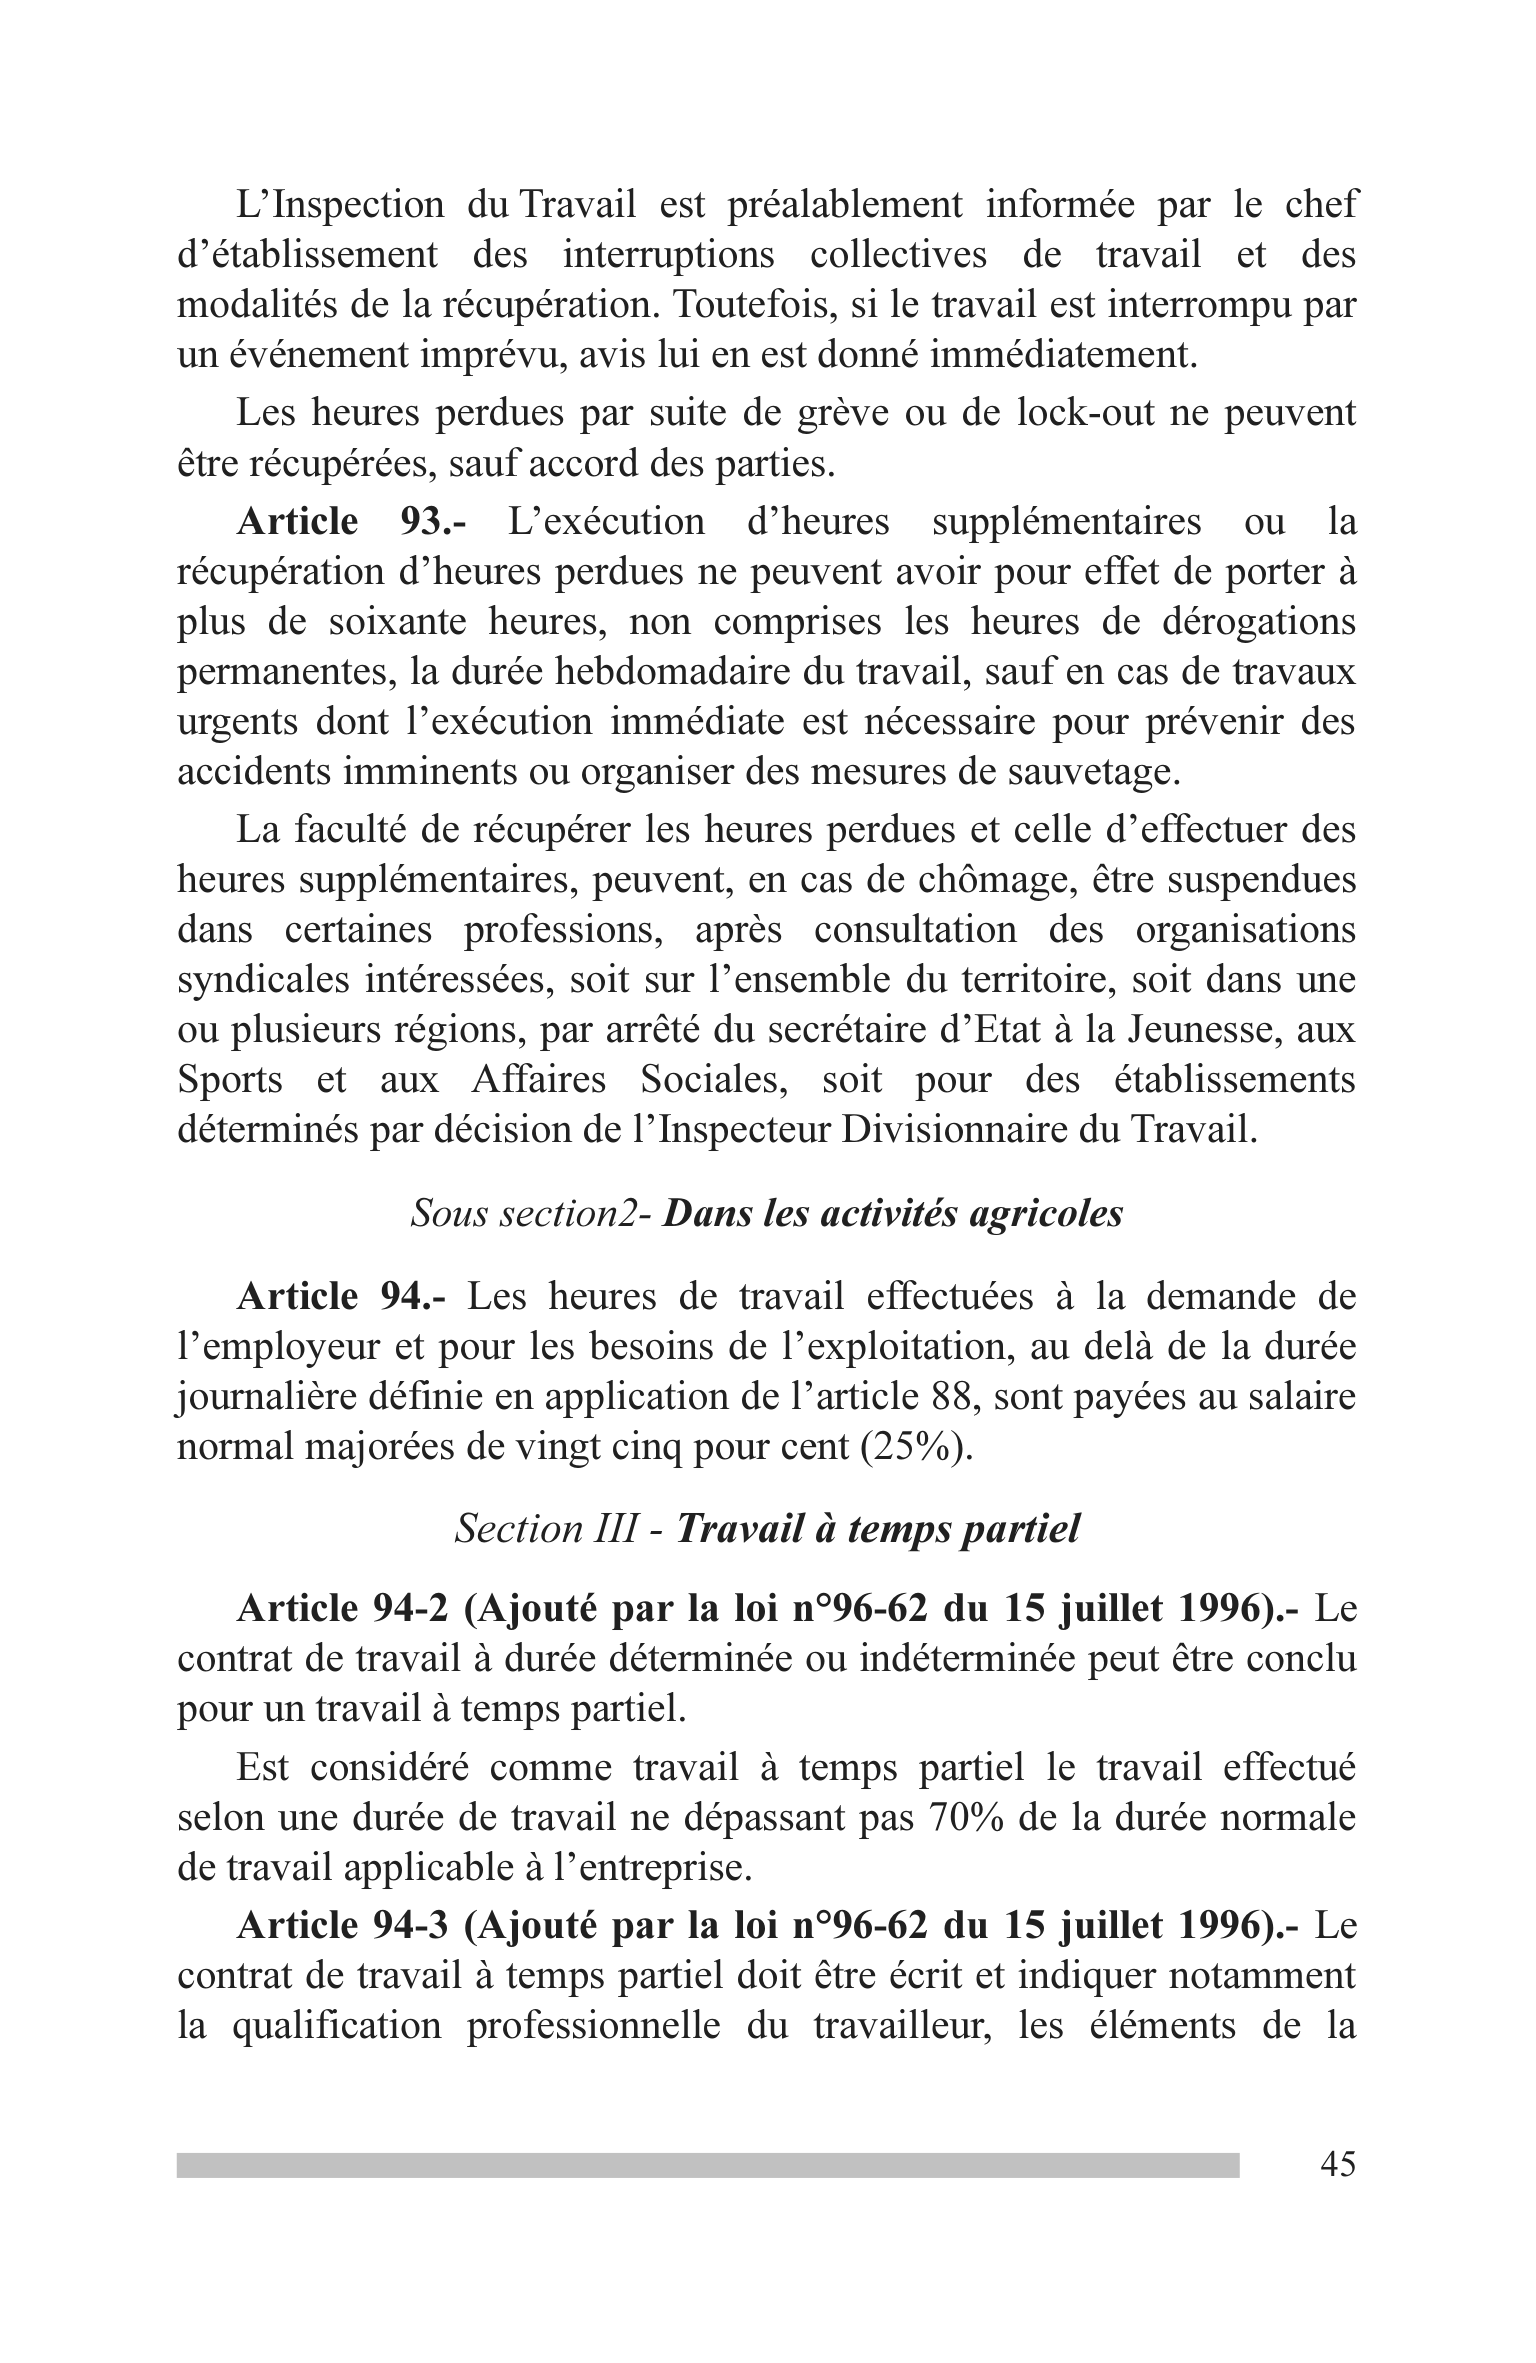 L’Inspection du Travail est préalablement informée par le chef
d’établissement des interruptions collectives de travail et des
modalités de la récupération. Toutefois, si le travail est interrompu par
un événement imprévu, avis lui en est donné immédiatement.
Les heures perdues par suite de grève ou de lock-out ne peuvent
être récupérées, sauf accord des parties.
Article 93.- L’exécution d’heures supplémentaires ou la
récupération d’heures perdues ne peuvent avoir pour effet de porter à
plus de soixante heures, non comprises les heures de dérogations
permanentes, la durée hebdomadaire du travail, sauf en cas de travaux
urgents dont l’exécution immédiate est nécessaire pour prévenir des
accidents imminents ou organiser des mesures de sauvetage.
La faculté de récupérer les heures perdues et celle d’effectuer des
heures supplémentaires, peuvent, en cas de chômage, être suspendues
dans certaines professions, après consultation des organisations
syndicales intéressées, soit sur l’ensemble du territoire, soit dans une
ou plusieurs régions, par arrêté du secrétaire d’Etat à la Jeunesse, aux
Sports et aux Affaires Sociales, soit pour des établissements
déterminés par décision de l’Inspecteur Divisionnaire du Travail.
Sous section2- Dans les activités agricoles
Article 94.- Les heures de travail effectuées à la demande de
l’employeur et pour les besoins de l’exploitation, au delà de la durée
journalière définie en application de l’article 88, sont payées au salaire
normal majorées de vingt cinq pour cent (25%).
Section III - Travail à temps partiel
Article 94-2 (Ajouté par la loi n°96-62 du 15 juillet 1996).- Le
contrat de travail à durée déterminée ou indéterminée peut être conclu
pour un travail à temps partiel.
Est considéré comme travail à temps partiel le travail effectué
selon une durée de travail ne dépassant pas 70% de la durée normale
de travail applicable à l’entreprise.
Article 94-3 (Ajouté par la loi n°96-62 du 15 juillet 1996).- Le
contrat de travail à temps partiel doit être écrit et indiquer notamment
la qualification professionnelle du travailleur, les éléments de la
45